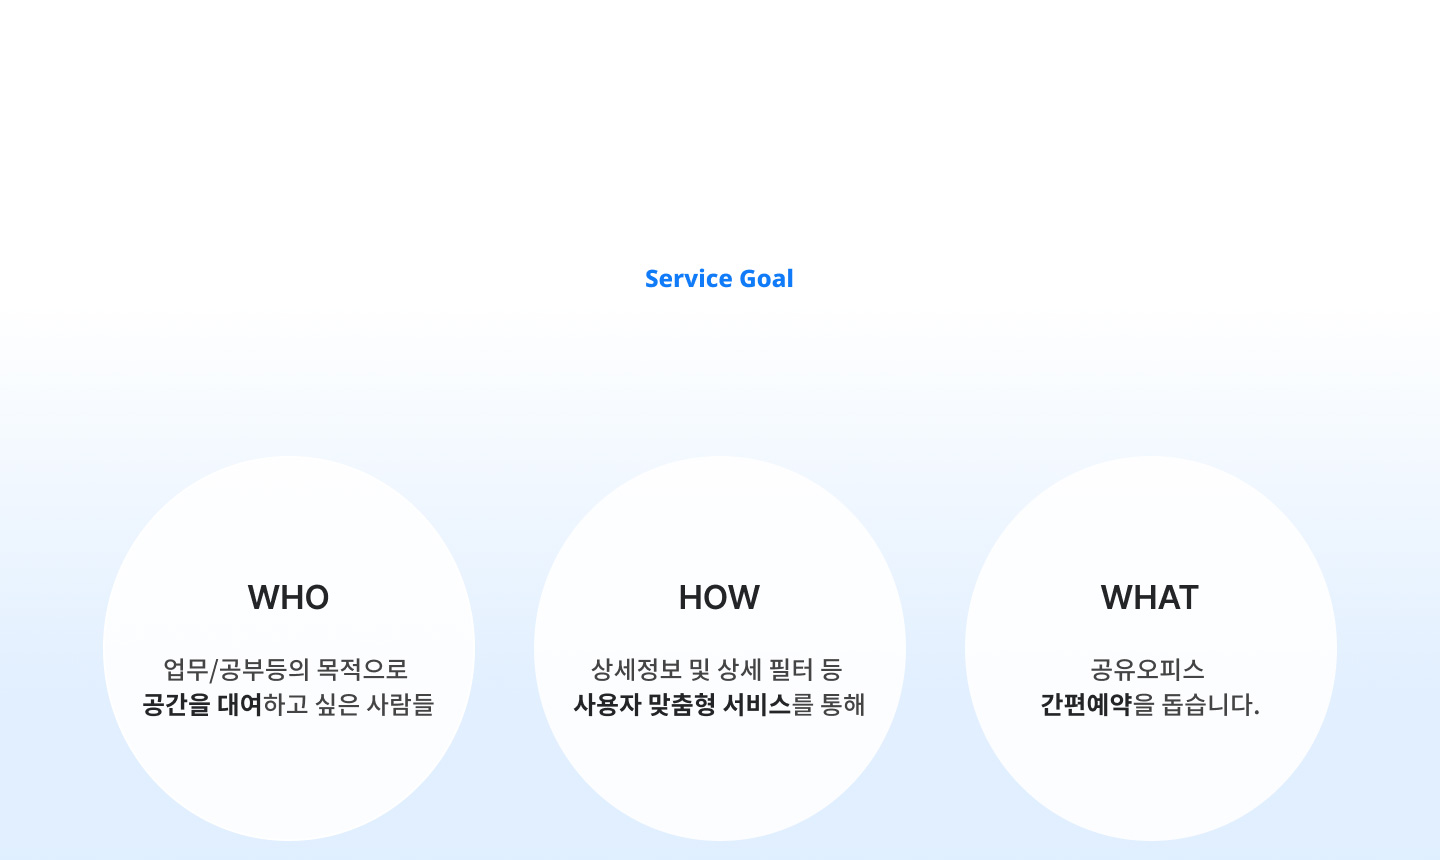 Service Goal
WHO
업무/공부등의 목적으로
공간을 대여하고 싶은 사람들
HOW
상세정보 및 상세 필터 등
사용자 맞춤형 서비스를 통해
WHAT
공유오피스
간편예약을 돕습니다.